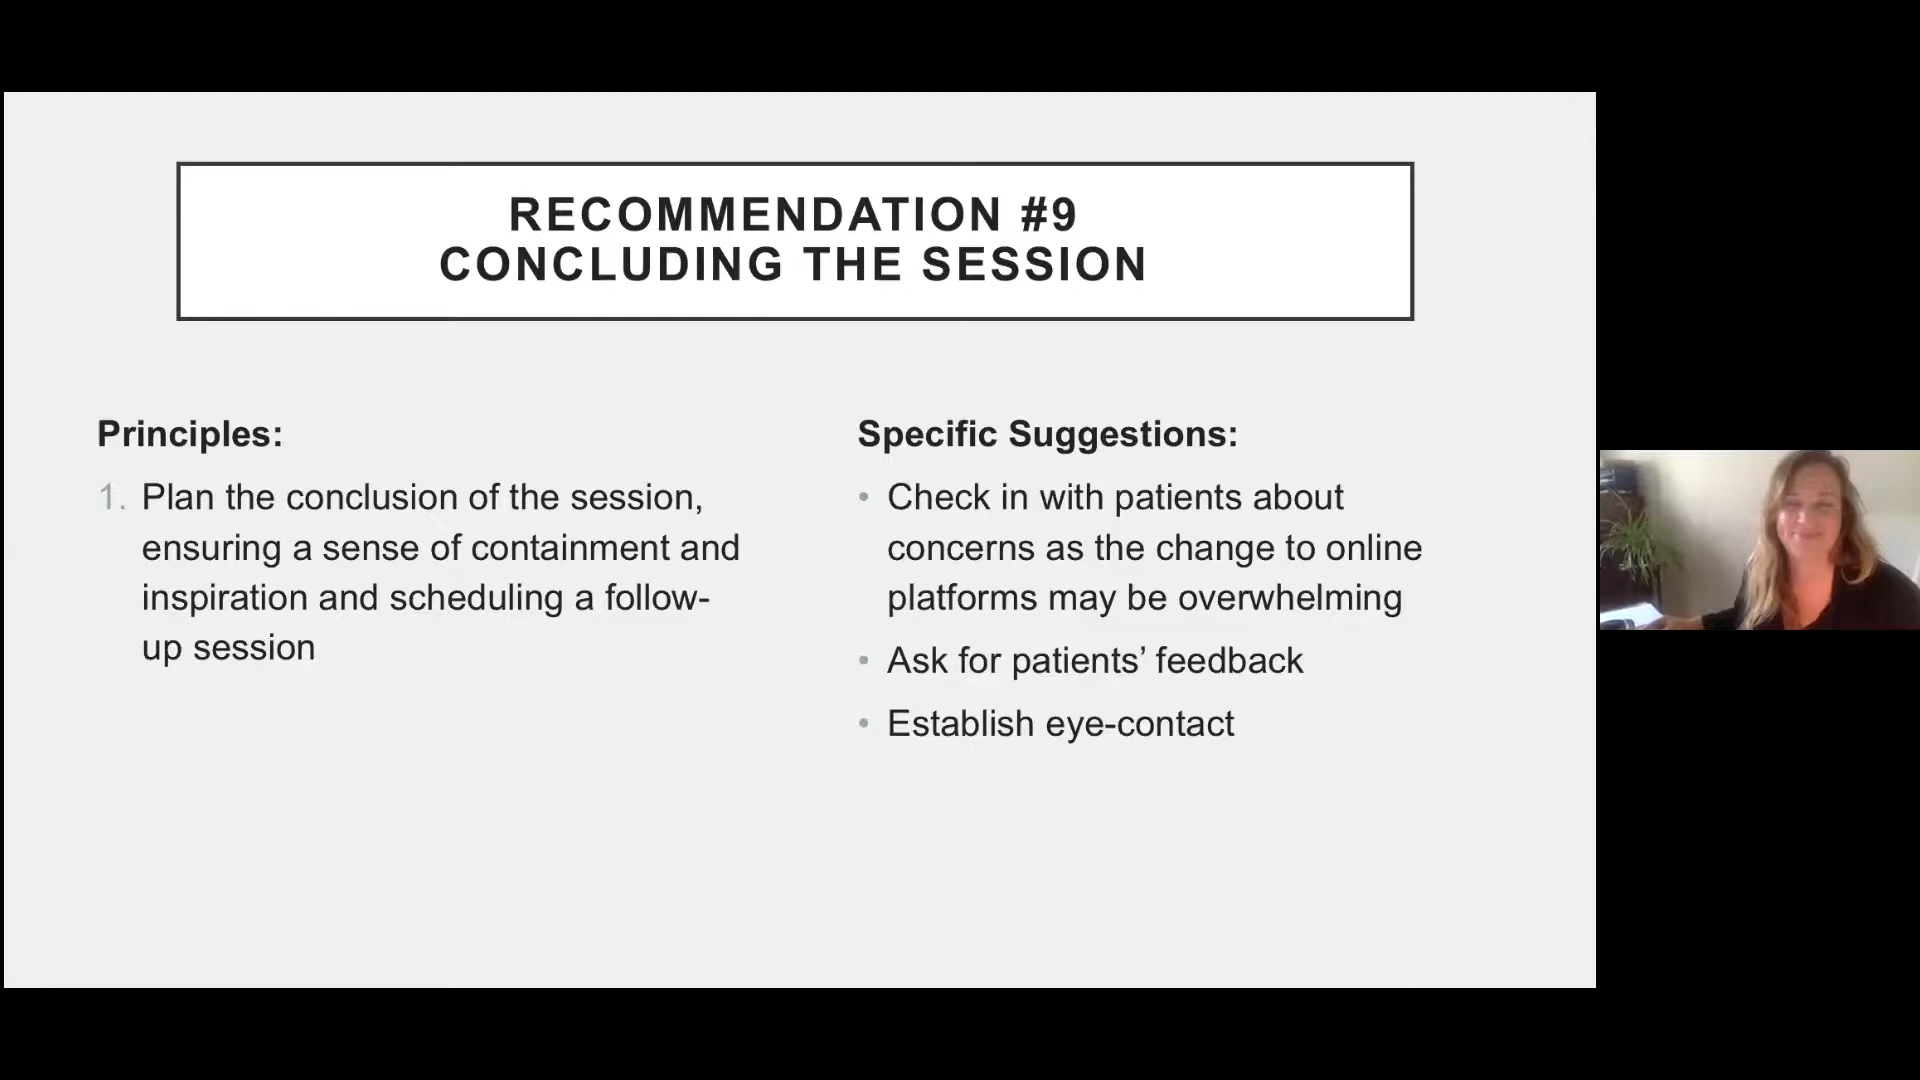 RECOMMENDATION #9
CONCLUDING THE SESSION
Principles:
1. Plan the conclusion of the session,
ensuring a sense of containment and
inspiration and scheduling a follow-
up session
Specific Suggestions:
• Check in with patients about
concerns as the change to online
platforms may be overwhelming
• Ask for patients’ feedback
• Establish eye-contact